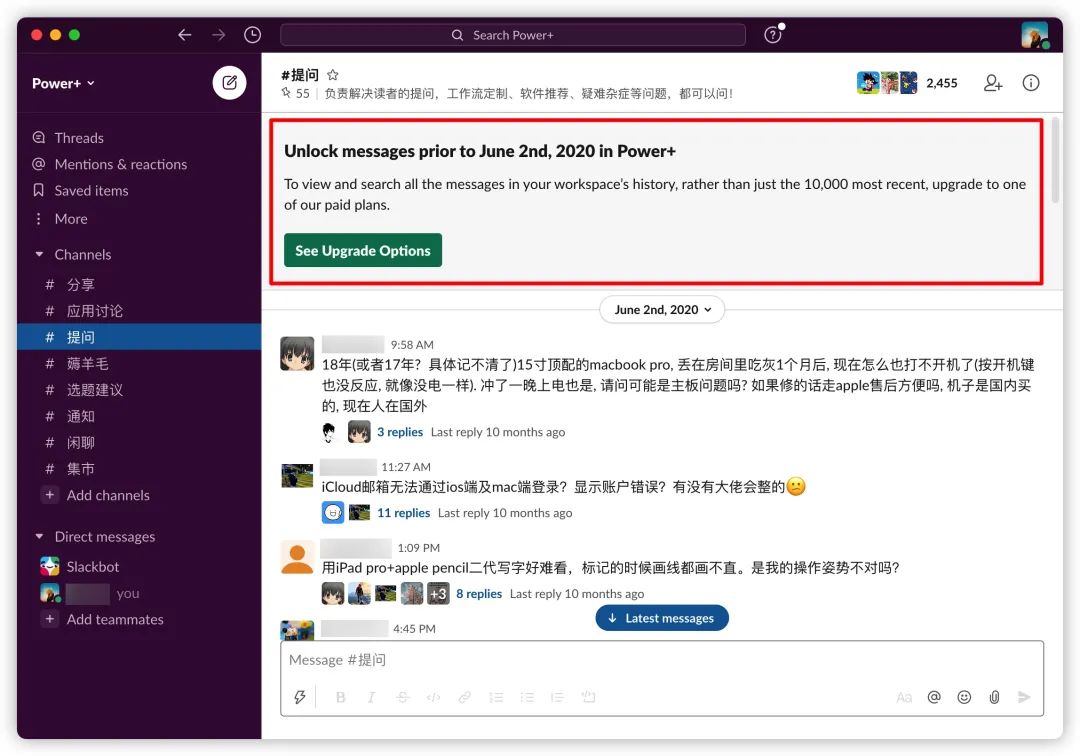 Search Power+
Power+
Threads
Mentions & reactions
Saved items
More
Channels
# 分享
# 应用讨论
# 提问
# 薅羊毛
# 选题建议
# 通知
# 闲聊
# 集市
+ Add channels
Direct messages
Slackbot
you
+ Add teammates
#提问
55 | 负责解决读者的提问，工作流定制、软件推荐、疑难杂症等问题，都可以问！
2,455
Unlock messages prior to June 2nd, 2020 in Power+
To view and search all the messages in your workspace’s history, rather than just the 10,000 most recent, upgrade to one
of our paid plans.
See Upgrade Options
June 2nd, 2020
9:58 AM
18年(或者17年？具体记不清了)15寸顶配的macbook pro, 丢在房间里吃灰1个月后, 现在怎么也打不开机了(按开机键
也没反应, 就像没电一样). 冲了一晚上电也是, 请问可能是主板问题吗? 如果修的话走apple售后方便吗, 机子是国内买
的, 现在人在国外
3 replies Last reply 10 months ago
11:27 AM
iCloud邮箱无法通过ios端及mac端登录？显示账户错误？有没有大佬会整的
11 replies Last reply 10 months ago
1:09 PM
用iPad pro+apple pencil二代写字好难看，标记的时候画线都画不直。是我的操作姿势不对吗?
+3 8 replies Last reply 10 months ago
Latest messages
4:45 PM
Message #提问
B I S </> Aa @